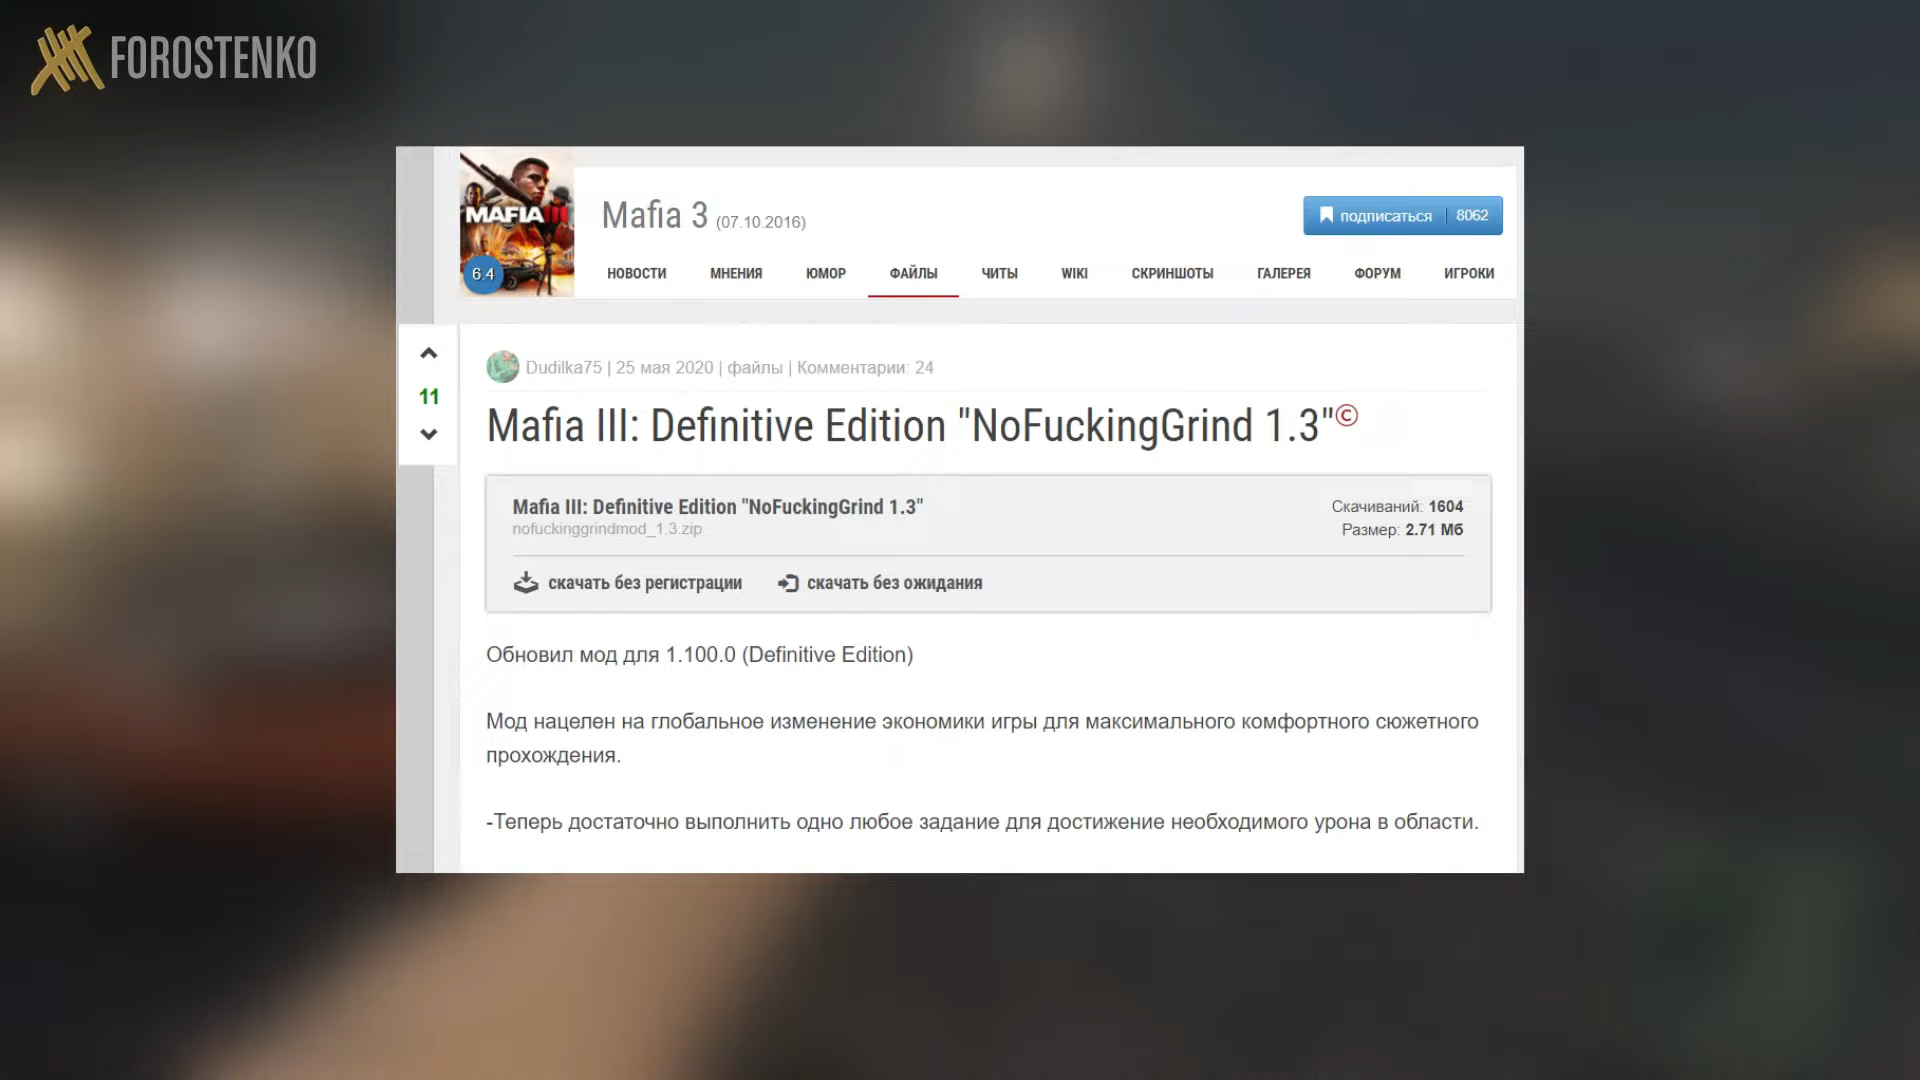 FOROSTENKO
MAFIA III
6.4
Mafia 3 (07.10.2016)
подписаться 8062
НОВОСТИ МНЕНИЯ ЮМОР ФАЙЛЫ ЧИТЫ WIKI СКРИНШОТЫ ГАЛЕРЕЯ ФОРУМ ИГРОКИ
11
Dudilka75 | 25 мая 2020 | файлы | Комментарии: 24
Mafia III: Definitive Edition "NoFuckingGrind 1.3"©
Mafia III: Definitive Edition "NoFuckingGrind 1.3"
nofuckinggrindmod_1.3.zip
Скачиваний: 1604
Размер: 2.71 Мб
скачать без регистрации скачать без ожидания
Обновил мод для 1.100.0 (Definitive Edition)
Мод нацелен на глобальное изменение экономики игры для максимального комфортного сюжетного
прохождения.
-Теперь достаточно выполнить одно любое задание для достижение необходимого урона в области.